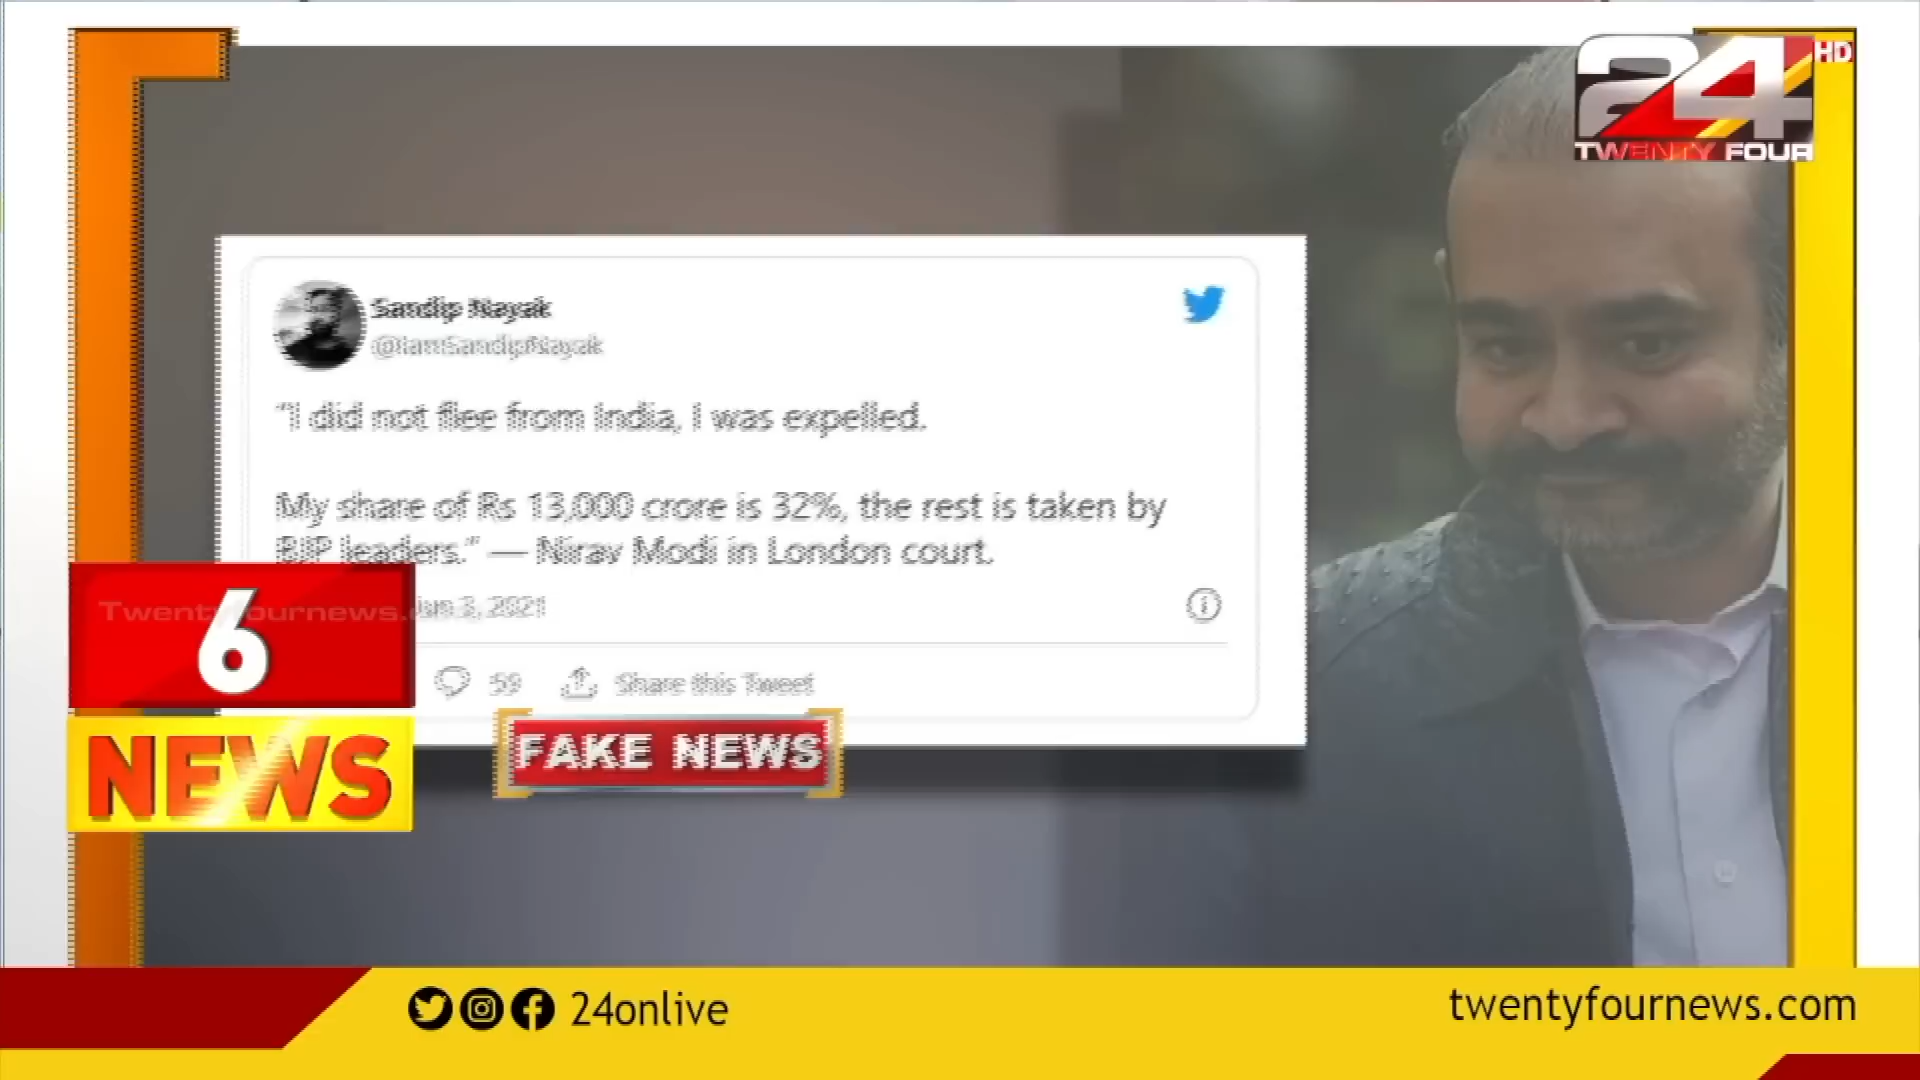 24
HD
TWENTY FOUR
Sandip Nayak
@IamSandipNayak
“I did not flee from India, I was expelled.
My share of Rs 13,000 crore is 32%, the rest is taken by
BJP leaders.” — Nirav Modi in London court.
Jun 3, 2021
59 Share this Tweet
Twentyfournews.
6
NEWS
FAKE NEWS
24onlive
twentyfournews.com